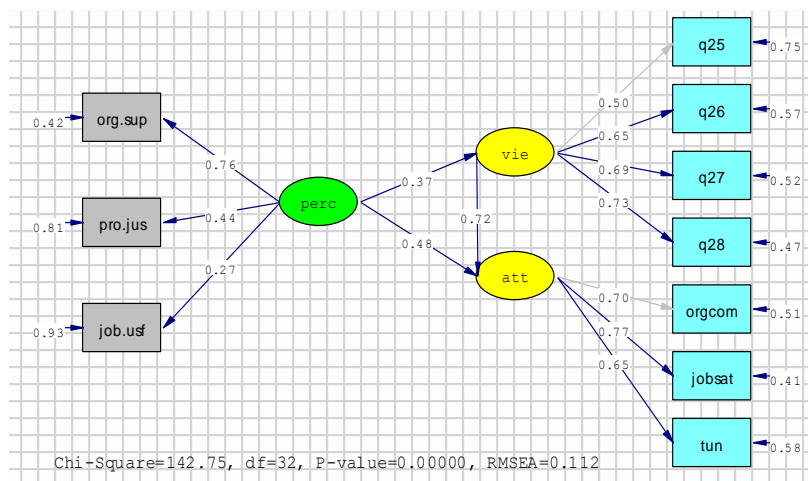 q25
0.75
0.50
org.sup
0.42
q26
0.57
0.65
vie
0.76
0.69
q27
0.52
0.37
perc
0.73
pro.jus
0.81
0.44
0.72
0.48
q28
0.47
0.27
att
0.70
orgcom
0.51
job.usf
0.93
0.77
0.65
jobsat
0.41
tun
0.58
Chi-Square=142.75, df=32, P-value=0.00000, RMSEA=0.112